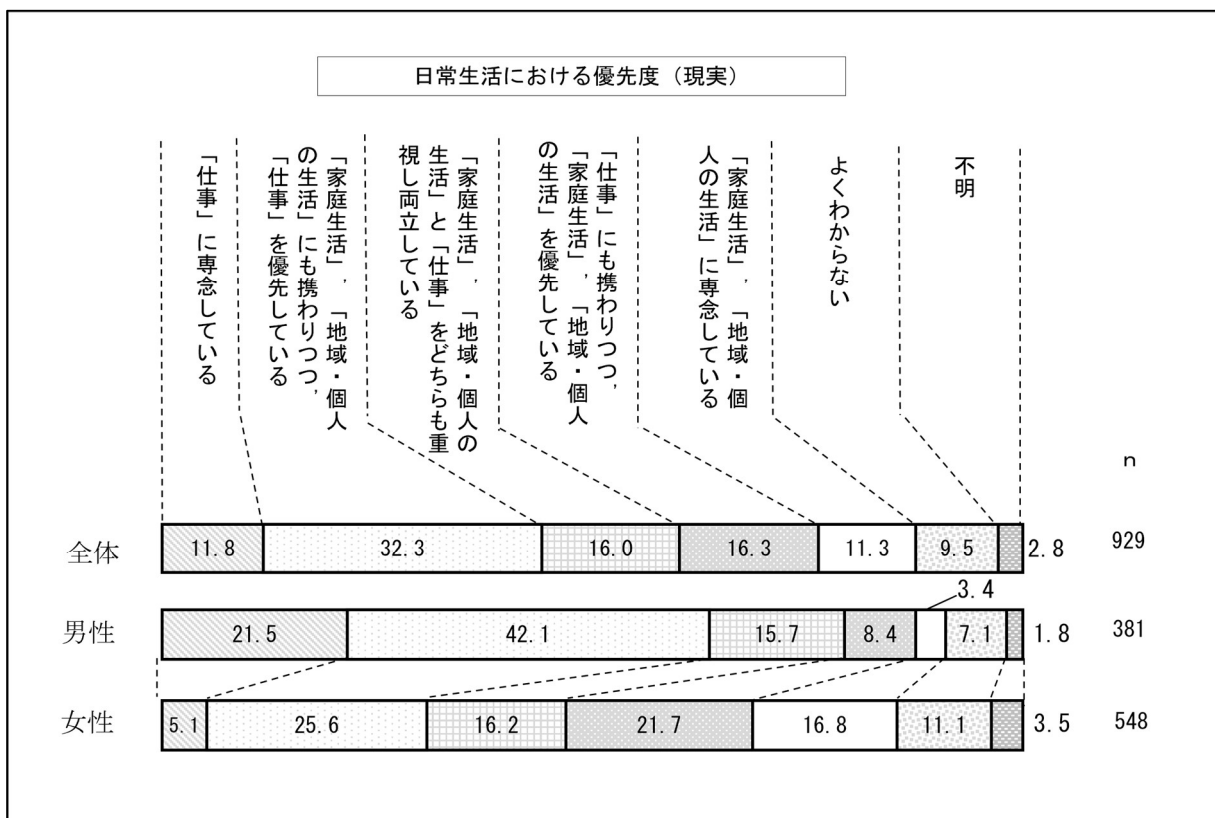 日常生活における優先度（現実）
「仕事」に専念している
「家庭生活」，「地域・個人
の生活」にも携わりつつ，
「仕事」を優先している
「家庭生活」，「地域・個人の
生活」と「仕事」をどちらも重
視し両立している
「仕事」にも携わりつつ，
「家庭生活」，「地域・個人
の生活」を優先している
「家庭生活」，「地域・個
人の生活」に専念している
よくわからない
不明
n
全体 11.8 32.3 16.0 16.3 11.3 9.5 2.8 929
3.4
男性 21.5 42.1 15.7 8.4 7.1 1.8 381
女性 5.1 25.6 16.2 21.7 16.8 11.1 3.5 548